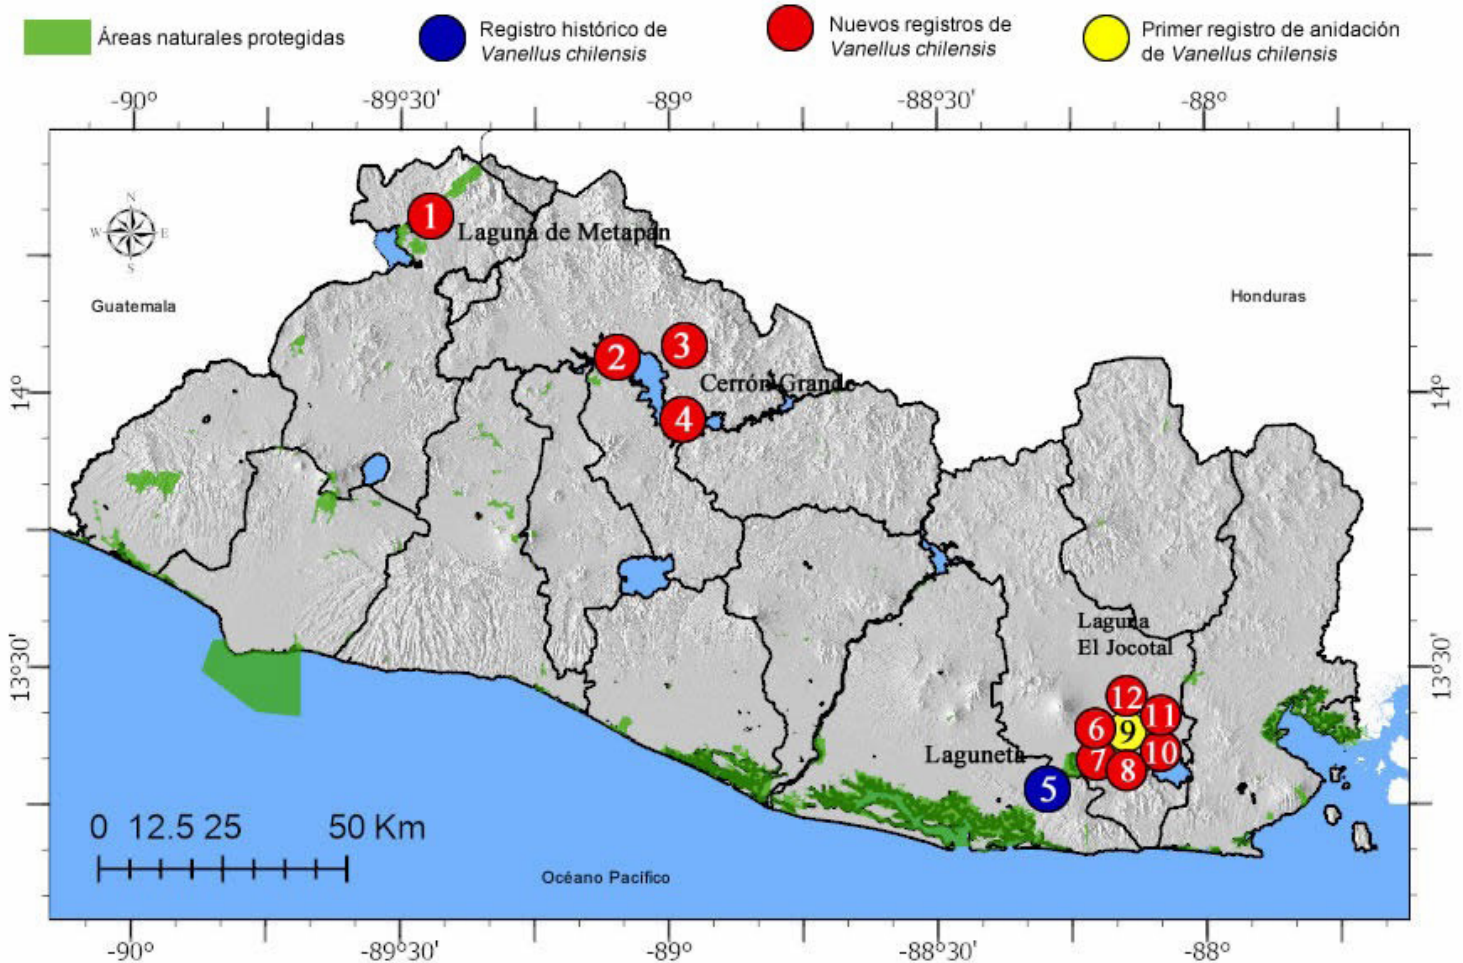 Áreas naturales protegidas
Registro histórico de
Vanellus chilensis
Nuevos registros de
Vanellus chilensis
Primer registro de anidación
de Vanellus chilensis
-90° -89°30' -89° -88°30' -88°
N
W E
S
1
Laguna de Metapán
Guatemala
Honduras
2
3
Cerrón Grande
4
14° 14°
Laguna
El Jocotal
13°30' 13°30'
12
11
6
9
10
7
8
Laguneta
5
0 12.5 25 50 Km
Océano Pacífico
-90° -89°30' -89° -88°30' -88°